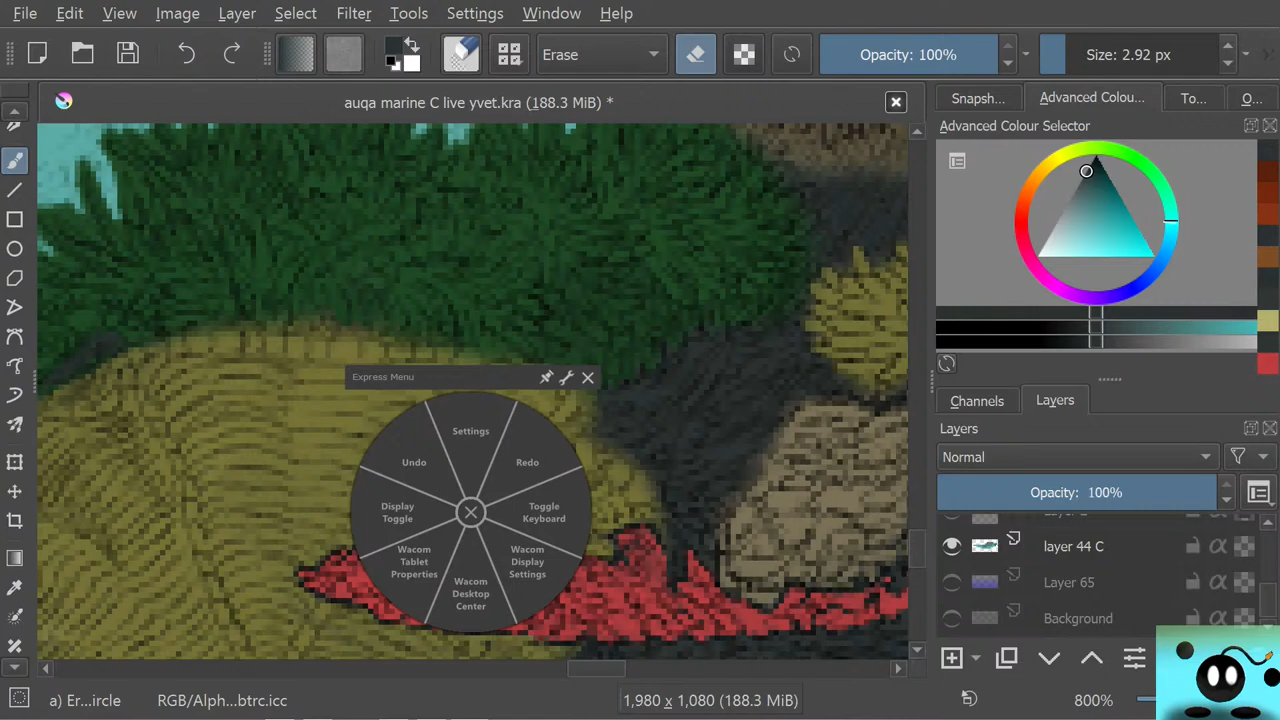 File Edit View Image Layer Select Filter Tools Settings Window Help
Erase Opacity: 100% Size: 2.92 px
auqa marine C live yvet.kra (188.3 MiB) *
Snapsh... Advanced Colou... To... O...
Advanced Colour Selector
Express Menu
Settings
Undo
Redo
Display
Toggle
Toggle
Keyboard
Wacom
Tablet
Properties
Wacom
Display
Settings
Wacom
Desktop
Center
Channels Layers
Layers
Normal
Opacity: 100%
layer 44 C
Layer 65
Background
a) Er...ircle RGB/Alph...btrc.icc 1,980 x 1,080 (188.3 MiB) 800%